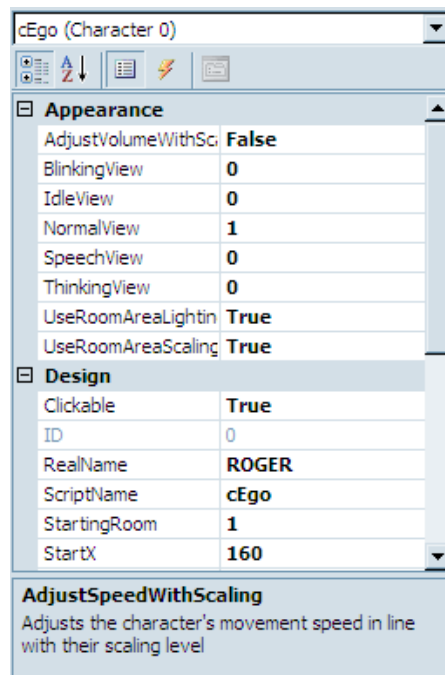 cEgo (Character 0)
A
Z
Appearance
AdjustVolumeWithSc False
BlinkingView 0
IdleView 0
NormalView 1
SpeechView 0
ThinkingView 0
UseRoomAreaLightin True
UseRoomAreaScaling True
Design
Clickable True
ID 0
RealName ROGER
ScriptName cEgo
StartingRoom 1
StartX 160
AdjustSpeedWithScaling
Adjusts the character's movement speed in line
with their scaling level